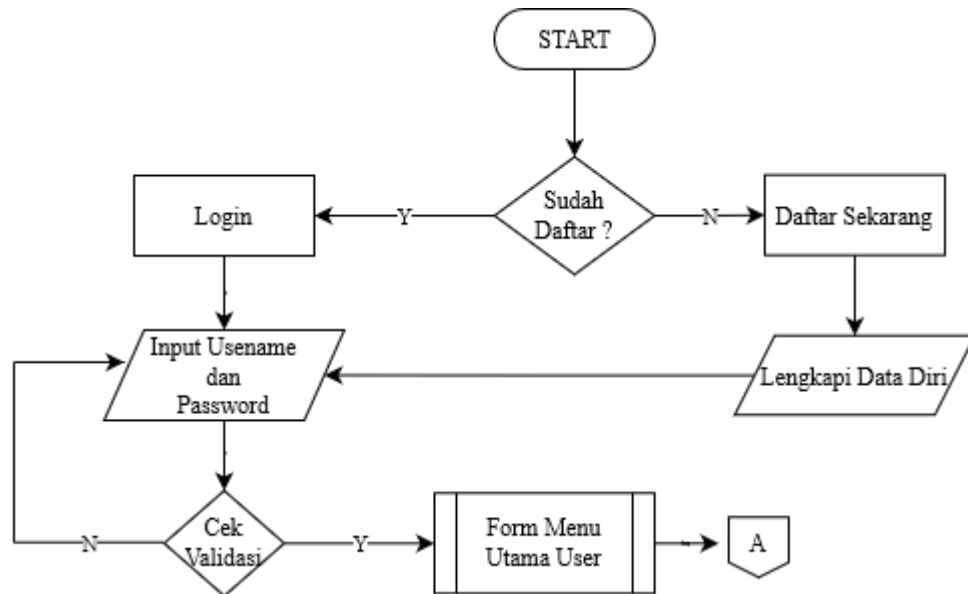 START
Sudah
Daftar ?
Y
N
Login
Daftar Sekarang
Input Usename
dan
Password
Lengkapi Data Diri
Cek
Validasi
N
Y
Form Menu
Utama User
A